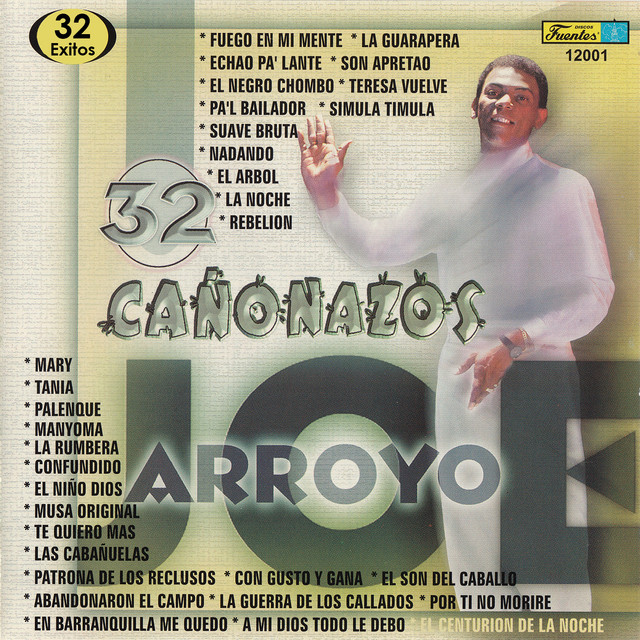 32
Exitos
DISCOS
Fuentes
12001
* FUEGO EN MI MENTE * LA GUARAPERA
* ECHAO PA' LANTE * SON APRETAO
* EL NEGRO CHOMBO * TERESA VUELVE
* PA'L BAILADOR * SIMULA TIMULA
* SUAVE BRUTA
* NADANDO
* EL ARBOL
* LA NOCHE
* REBELION
32
CAÑONAZOS
JOE
ARROYO
* MARY
* TANIA
* PALENQUE
* MANYOMA
* LA RUMBERA
* CONFUNDIDO
* EL NIÑO DIOS
* MUSA ORIGINAL
* TE QUIERO MAS
* LAS CABAÑUELAS
* PATRONA DE LOS RECLUSOS * CON GUSTO Y GANA * EL SON DEL CABALLO
* ABANDONARON EL CAMPO * LA GUERRA DE LOS CALLADOS * POR TI NO MORIRE
* EN BARRANQUILLA ME QUEDO * A MI DIOS TODO LE DEBO * EL CENTURION DE LA NOCHE